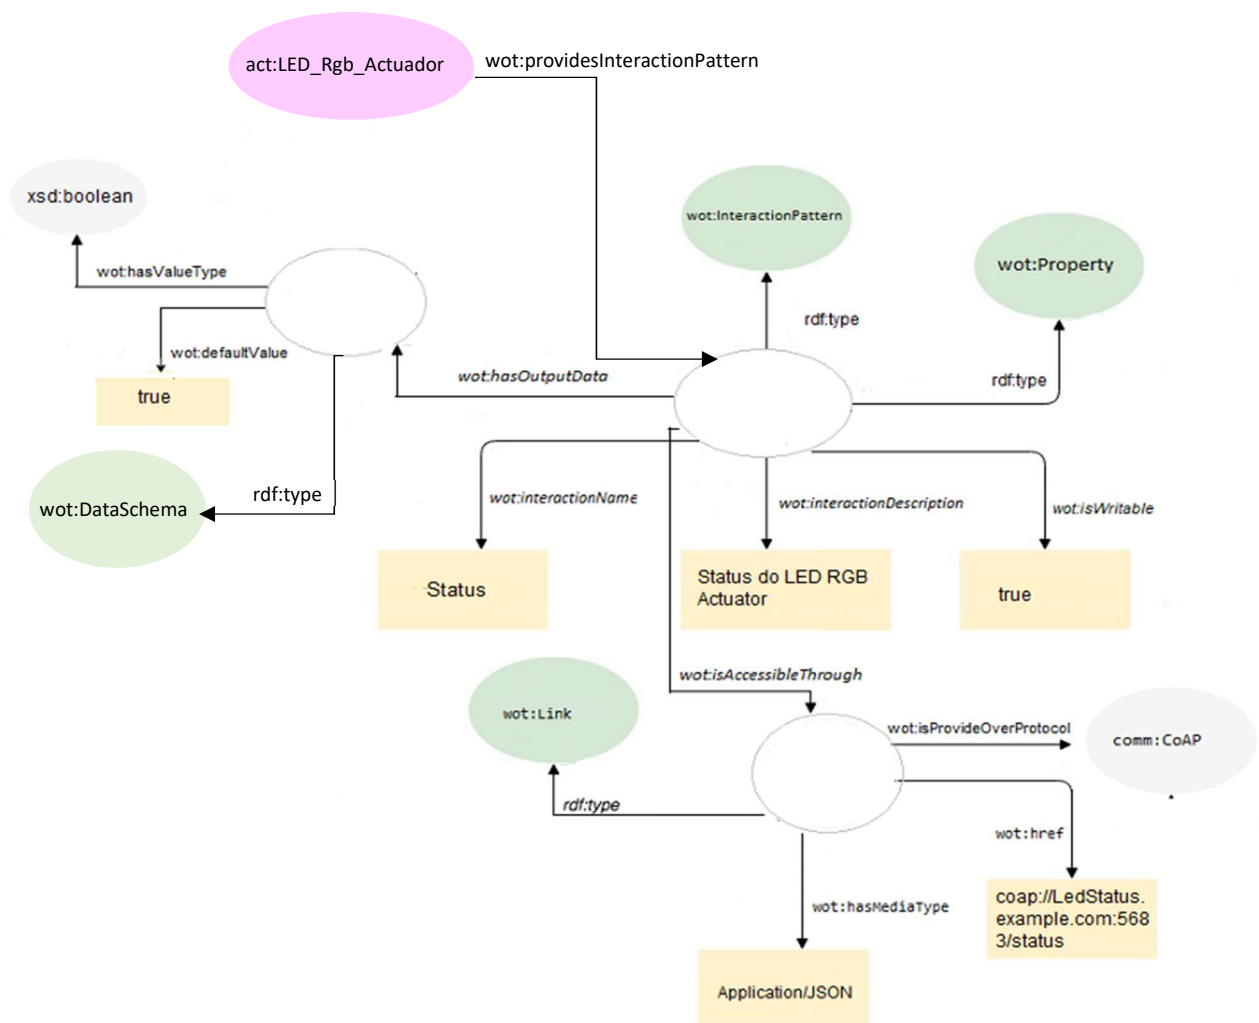 act:LED_Rgb_Actuador
wot:providesInteractionPattern
xsd:boolean
wot:InteractionPattern
wot:Property
wot:hasValueType
rdf:type
wot:defaultValue
wot:hasOutputData
rdf:type
true
rdf:type
wot:DataSchema
wot:interactionName
wot:interactionDescription
wot:isWritable
Status
Status do LED RGB
Actuator
true
wot:isAccessibleThrough
wot:Link
wot:isProvideOverProtocol
comm:CoAP
rdf:type
wot:href
coap://LedStatus.
example.com:568
3/status
wot:hasMediaType
Application/JSON